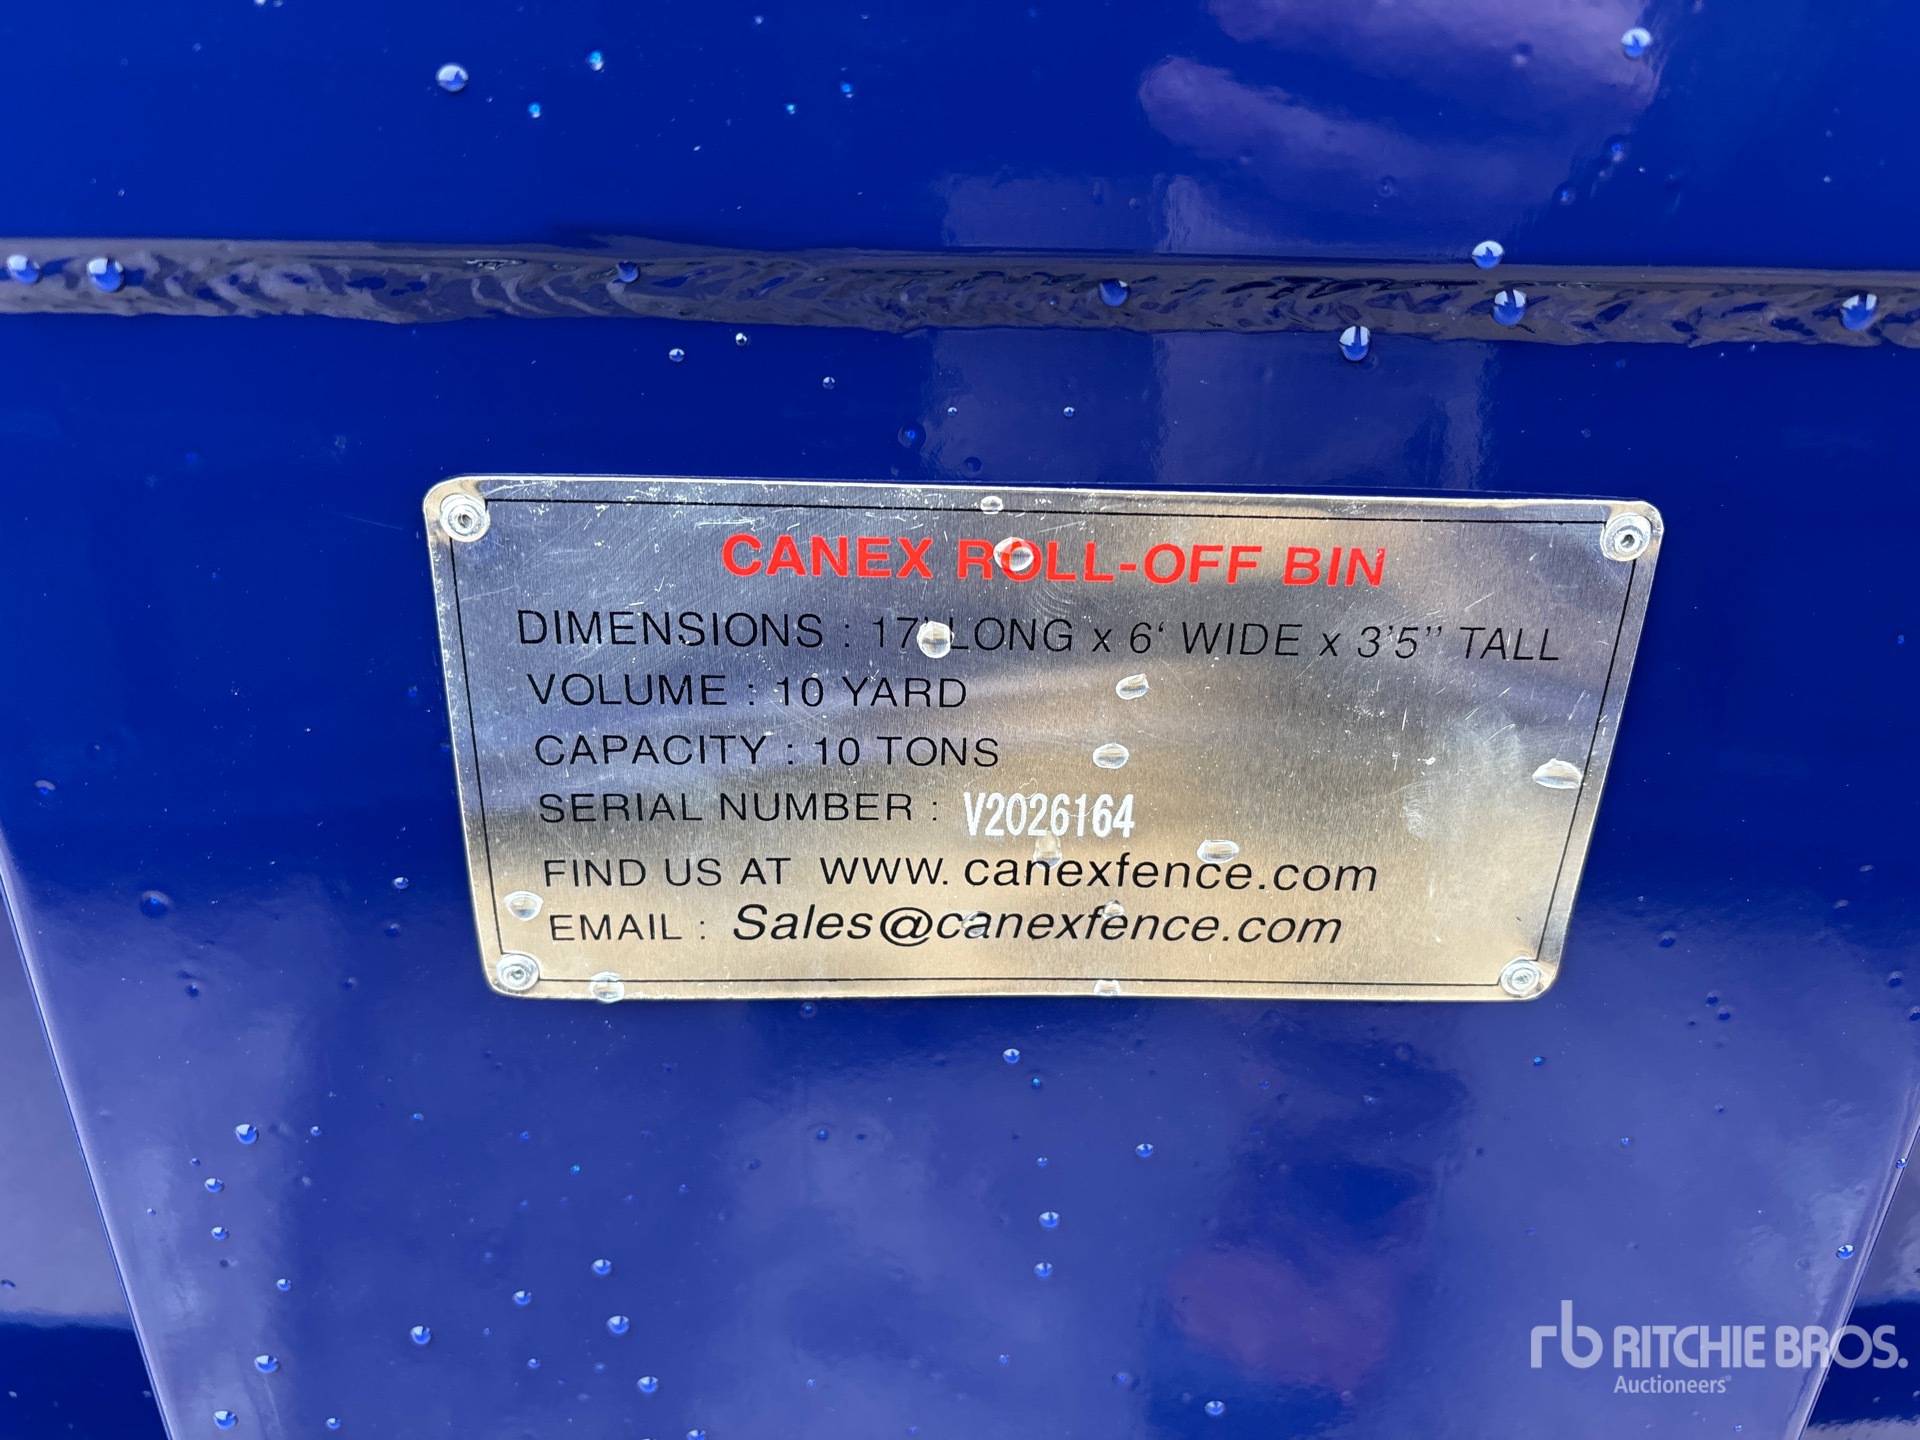 CANEX ROLL-OFF BIN
DIMENSIONS : 17' LONG x 6‘ WIDE x 3'5’’ TALL
VOLUME : 10 YARD
CAPACITY : 10 TONS
SERIAL NUMBER : V2026164
FIND US AT www. canexfence.com
EMAIL : Sales@canexfence.com
rb RITCHIE BROS.
Auctioneers®